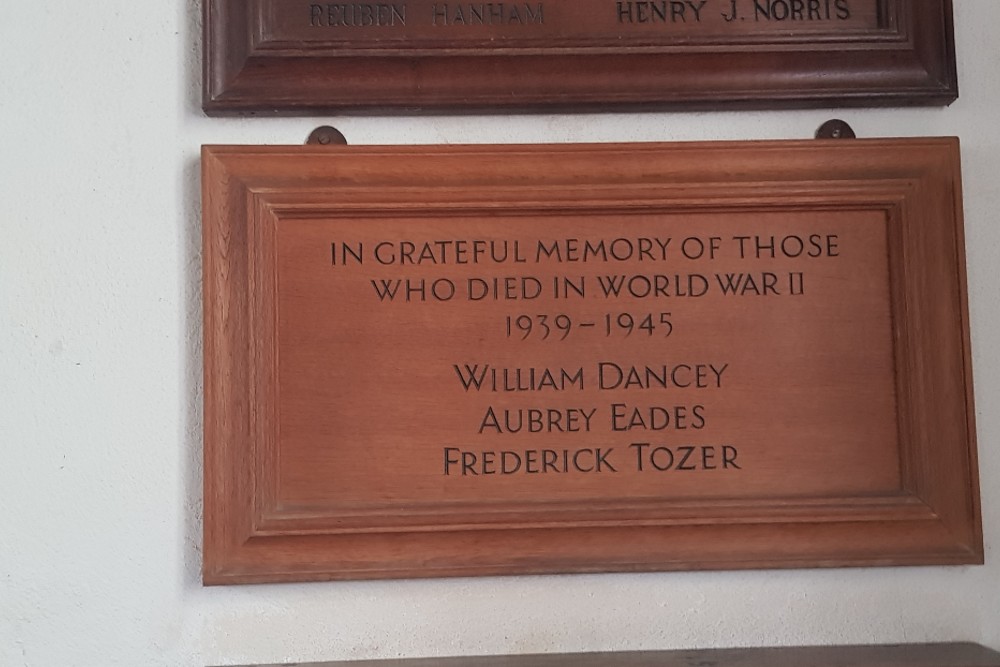 REUBEN HANHAM HENRY J. NORRIS
IN GRATEFUL MEMORY OF THOSE
WHO DIED IN WORLD WAR II
1939-1945
WILLIAM DANCEY
AUBREY EADES
FREDERICK TOZER